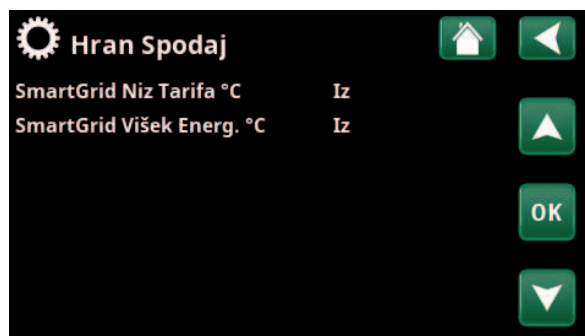 Hran Spodaj
SmartGrid Niz Tarifa °C Iz
SmartGrid Višek Energ. °C Iz
OK